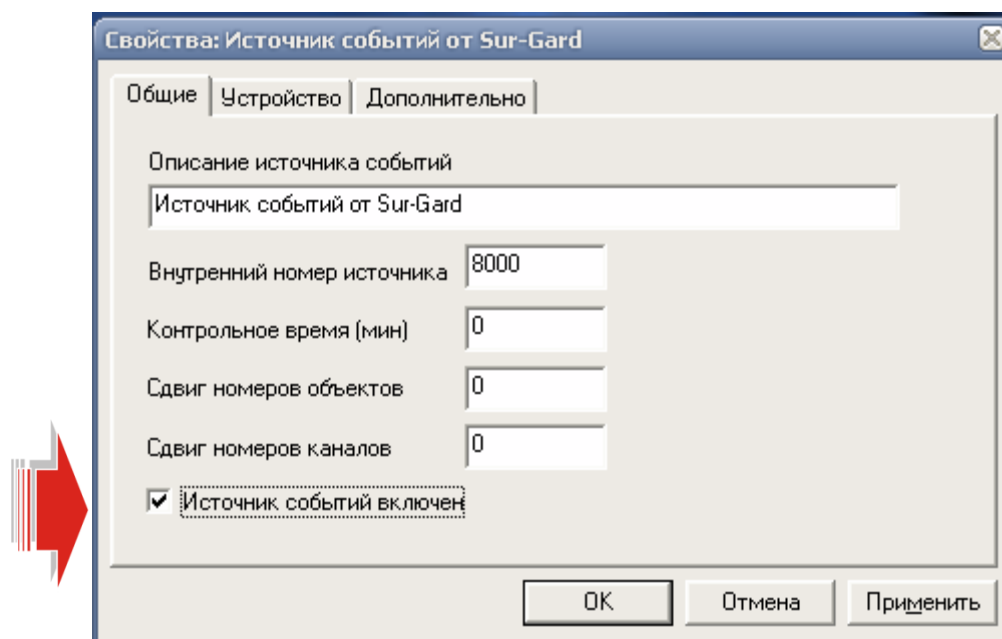 Свойства: Источник событий от Sur-Gard
Общие Устройство Дополнительно
Описание источника событий
Источник событий от Sur-Gard
Внутренний номер источника 8000
Контрольное время (мин) 0
Сдвиг номеров объектов 0
Сдвиг номеров каналов 0
Источник событий включен
OK Отмена Применить